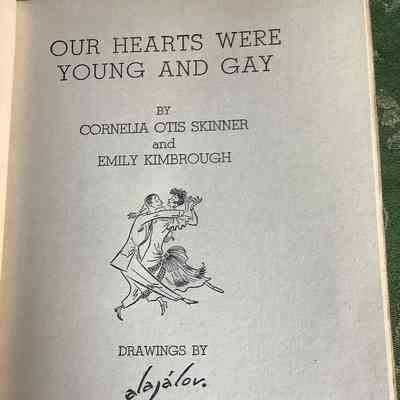 OUR HEARTS WERE
YOUNG AND GAY
BY
CORNELIA OTIS SKINNER
and
EMILY KIMBROUGH
DRAWINGS BY
alajálov.